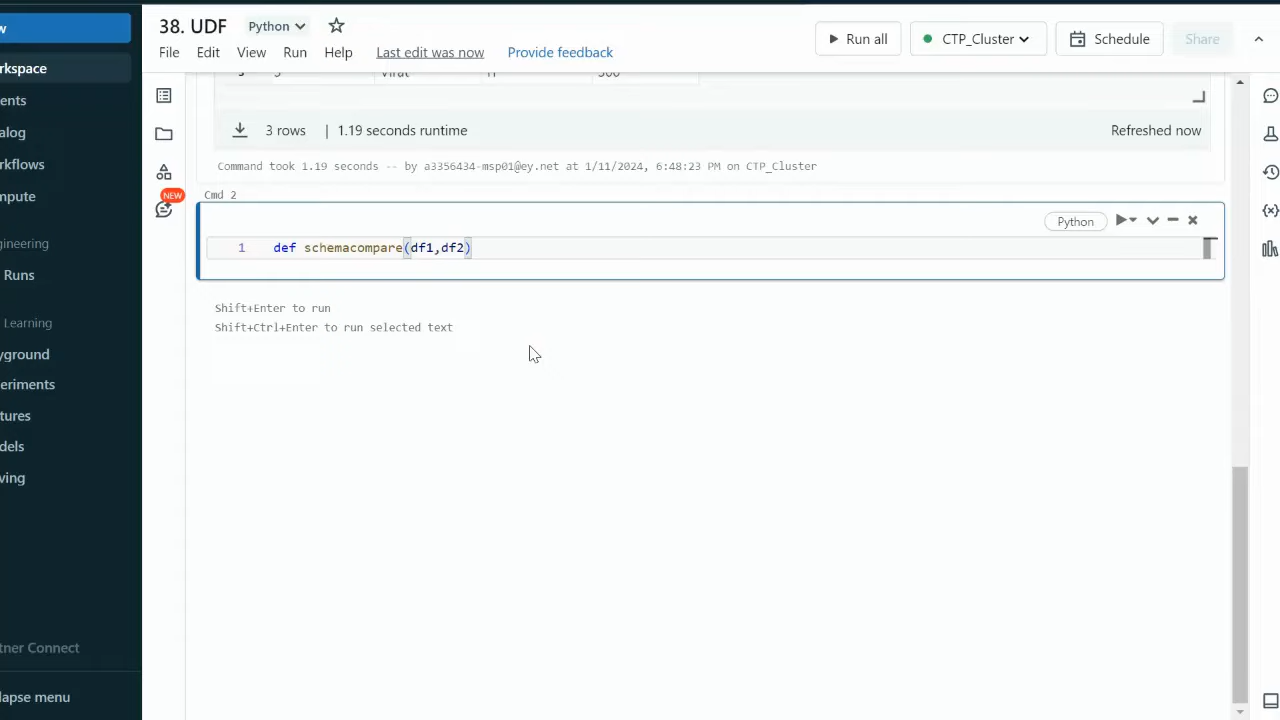 38. UDF Python
File Edit View Run Help Last edit was now Provide feedback
Run all CTP_Cluster Schedule Share
w
rkspace
ents
alog
rkflows
mpute
gineering
Runs
Learning
yground
eriments
tures
dels
ving
tner Connect
lapse menu
NEW
3 Virat 500
3 rows | 1.19 seconds runtime Refreshed now
Command took 1.19 seconds -- by a3356434-msp01@ey.net at 1/11/2024, 6:48:23 PM on CTP_Cluster
Cmd 2
Python
1 def schemacompare(df1,df2)
Shift+Enter to run
Shift+Ctrl+Enter to run selected text